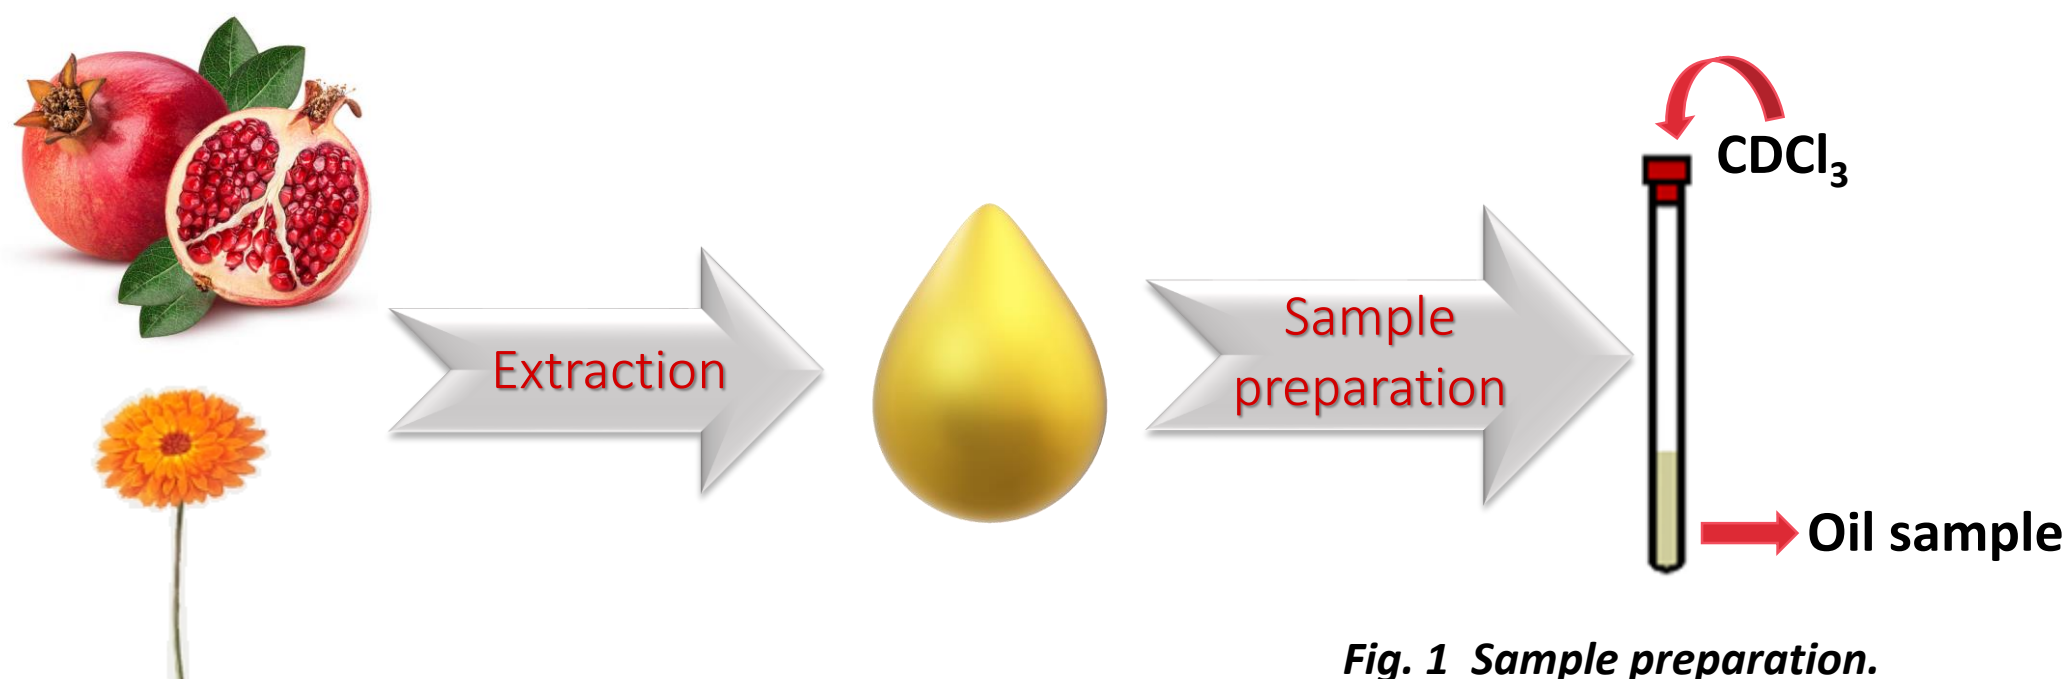 CDCl₃
Extraction
Sample
preparation
Oil sample
Fig. 1 Sample preparation.